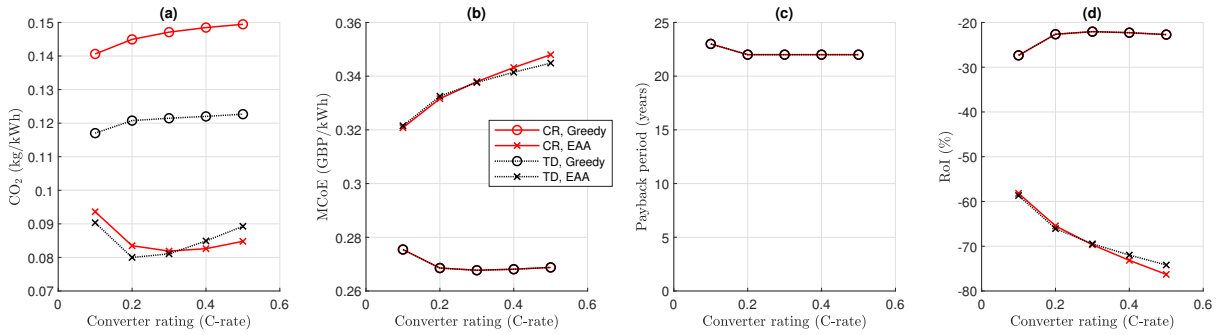 (a)
0.15
0.14
0.13
0.12
0.11
0.1
0.09
0.08
0.07
0
0.2
0.4
0.6
CO2 (kg/kWh)
Converter rating (C-rate)
(b)
0.36
0.34
0.32
0.3
0.28
0.26
0
0.2
0.4
0.6
MCoE (GBP/kWh)
Converter rating (C-rate)
CR, Greedy
CR, EAA
TD, Greedy
TD, EAA
(c)
25
20
15
10
5
0
0
0.2
0.4
0.6
Payback period (years)
Converter rating (C-rate)
(d)
-20
-30
-40
-50
-60
-70
-80
0
0.2
0.4
0.6
RoI (%)
Converter rating (C-rate)